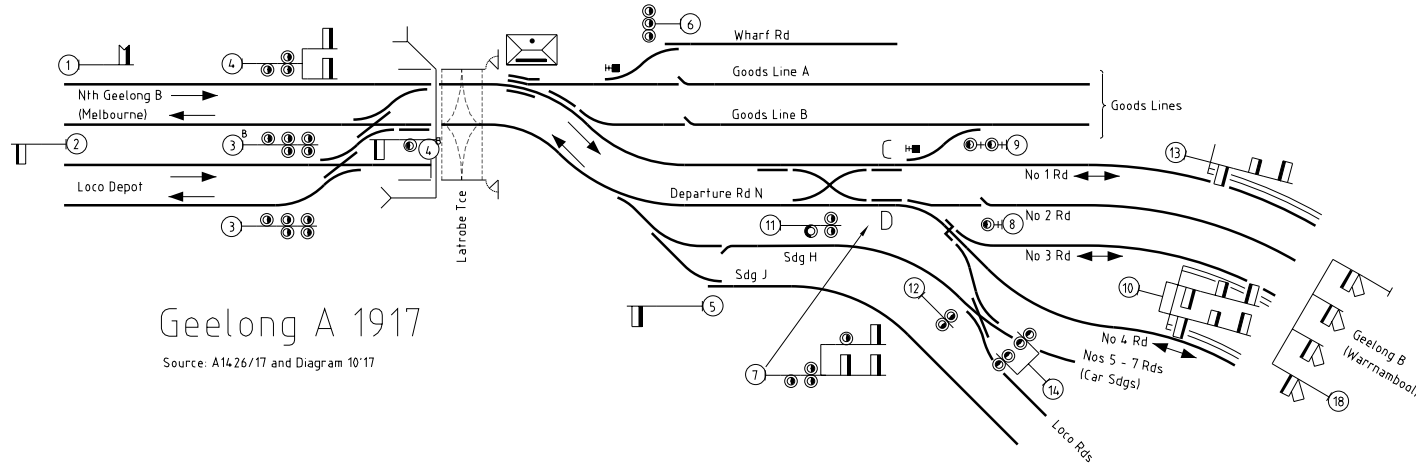 1
4
6
Wharf Rd
Goods Line A
Nth Geelong B
(Melbourne)
Goods Lines
2
B
3
B
4
Goods Line B
C
9
13
Loco Depot
No 1 Rd
Departure Rd N
3
Latrobe Tce
11
D
8
No 2 Rd
Sdg H
No 3 Rd
Sdg J
12
10
5
Geelong A 1917
Source: A1426/17 and Diagram 10'17
No 4 Rd
Nos 5 - 7 Rds
(Car Sdgs)
7
14
Geelong B
(Warrnambool)
18
Loco Rds